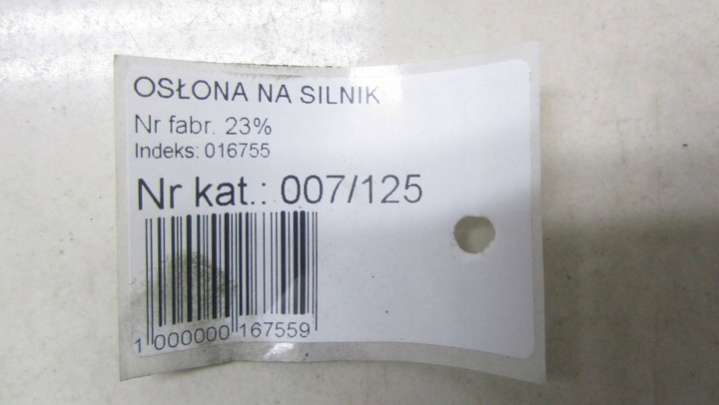 OSŁONA NA SILNIK
Nr fabr. 23%
Indeks: 016755
Nr kat.: 007/125
1 000000 167559